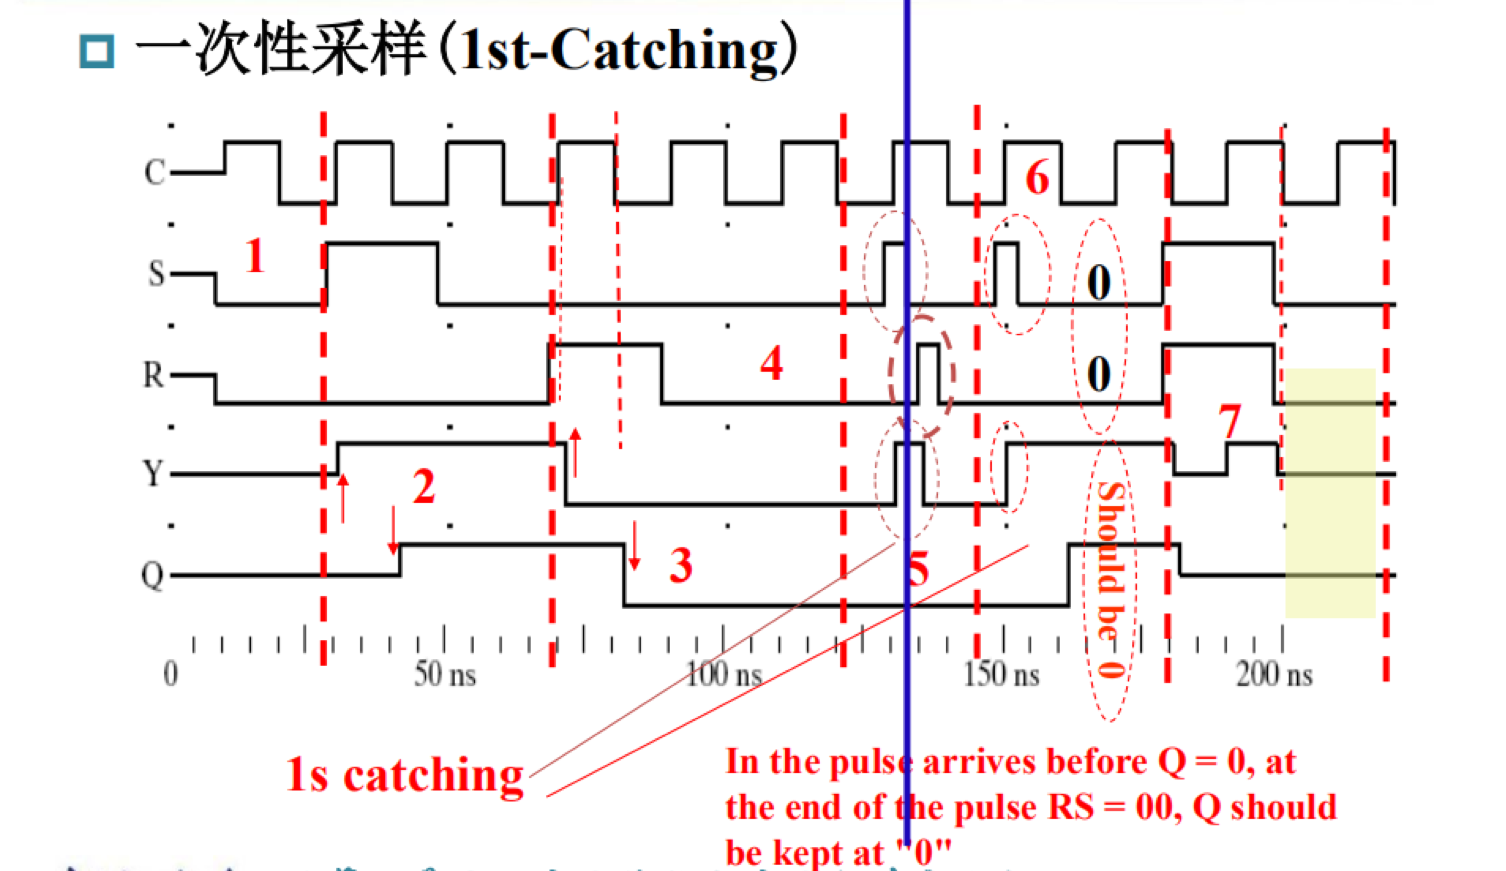 一次性采样(1st-Catching)
C
6
1
S
0
R
4
0
7
Y
2
Should be 0
Q
3
5
0
50 ns
100 ns
150 ns
200 ns
1s catching
In the pulse arrives before Q = 0, at
the end of the pulse RS = 00, Q should
be kept at "0"